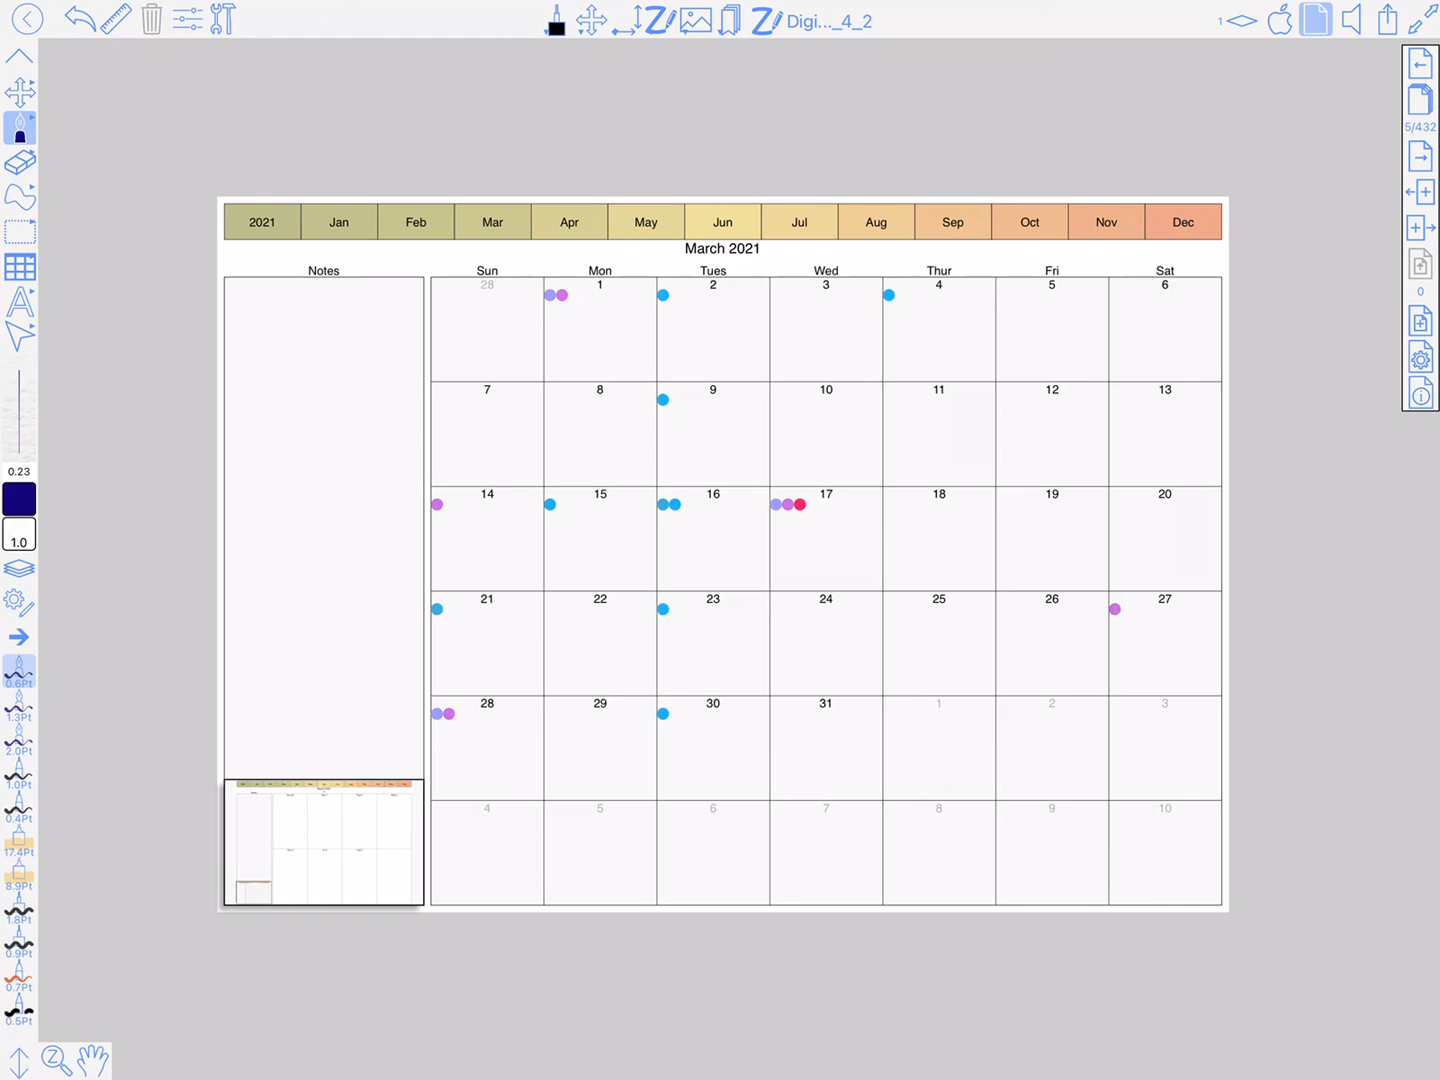 Digi..._4_2
1
2021 Jan Feb Mar Apr May Jun Jul Aug Sep Oct Nov Dec
March 2021
Notes Sun Mon Tues Wed Thur Fri Sat
28 1 2 3 4 5 6
7 8 9 10 11 12 13
14 15 16 17 18 19 20
21 22 23 24 25 26 27
28 29 30 31 1 2 3
4 5 6 7 8 9 10
5/432
0
0.23
1.0
0.6Pt
1.3Pt
2.0Pt
1.0Pt
0.4Pt
17.4Pt
8.9Pt
1.8Pt
0.9Pt
0.7Pt
0.5Pt